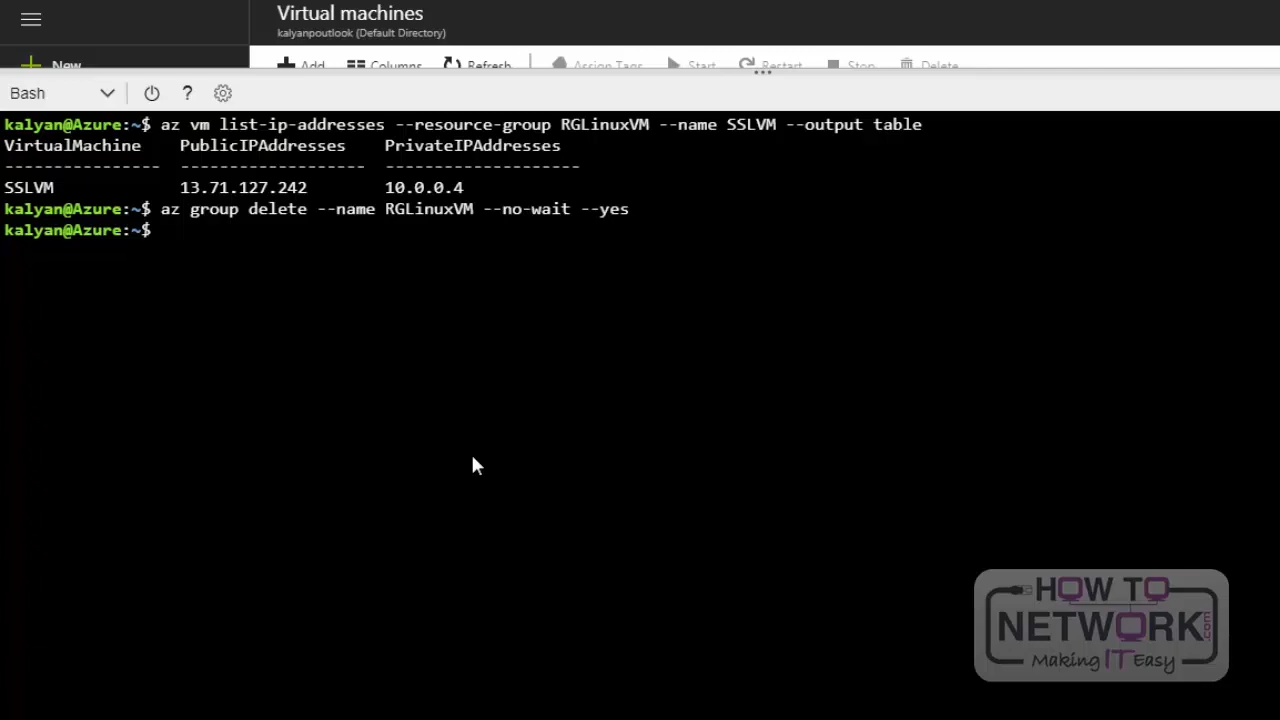 Virtual machines
kalyanpoutlook (Default Directory)
New
Add Columns Refresh Assign Tags Start Restart Stop Delete
Bash
?
kalyan@Azure:~$ az vm list-ip-addresses --resource-group RGLinuxVM --name SSLVM --output table
VirtualMachine PublicIPAddresses PrivateIPAddresses
---------------- ------------------- --------------------
SSLVM 13.71.127.242 10.0.0.4
kalyan@Azure:~$ az group delete --name RGLinuxVM --no-wait --yes
kalyan@Azure:~$
HOW TO
NETWORK.com
Making IT Easy